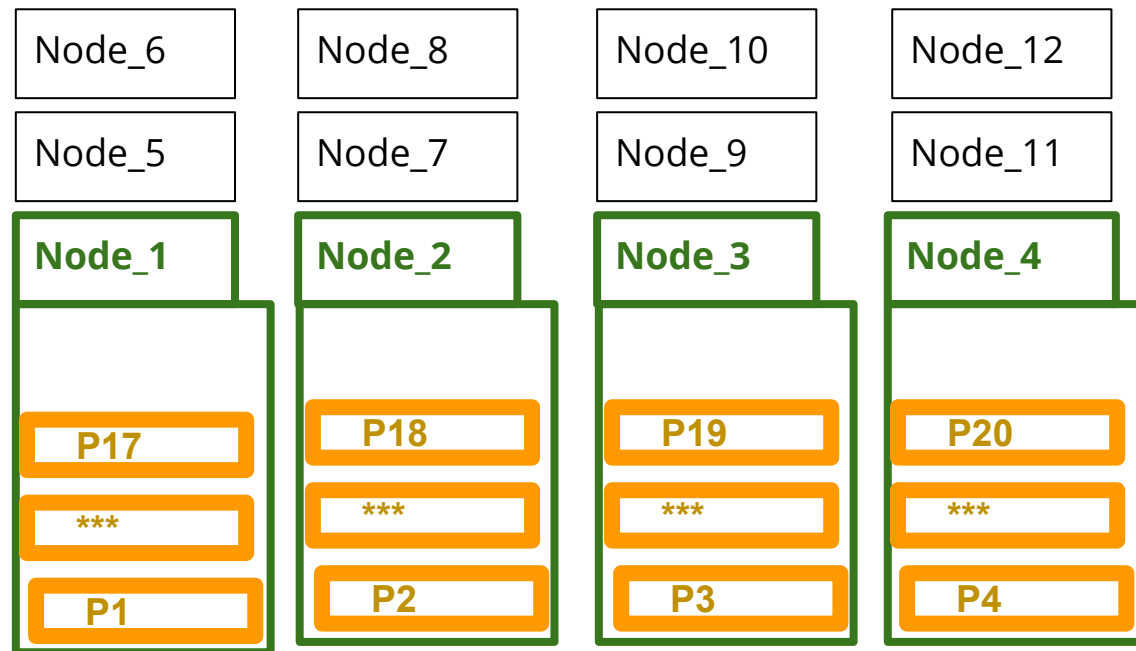 Node_6 Node_8 Node_10 Node_12
Node_5 Node_7 Node_9 Node_11
Node_1 Node_2 Node_3 Node_4
P17 P18 P19 P20
*** *** *** ***
P1 P2 P3 P4